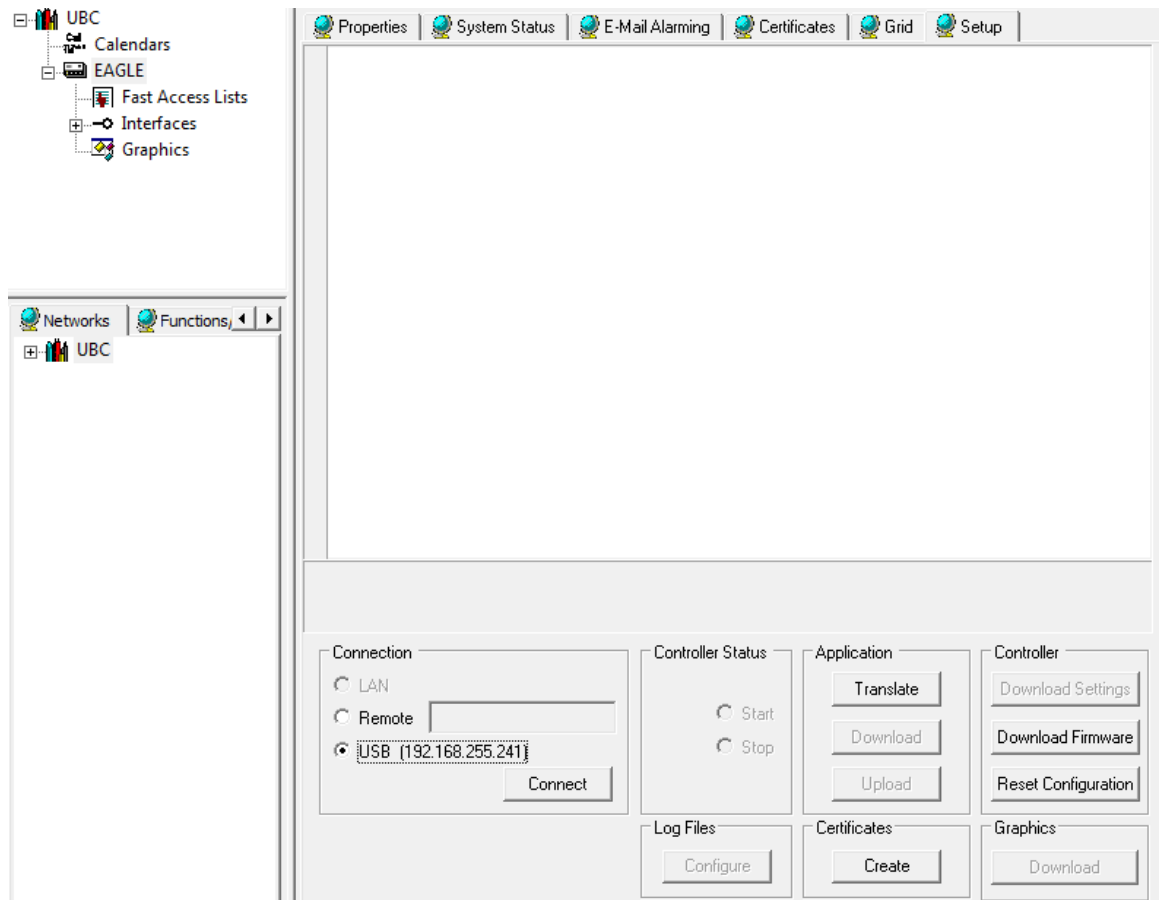 UBC
Calendars
EAGLE
Fast Access Lists
Interfaces
Graphics
Networks
Functions/
UBC
Properties
System Status
E-Mail Alarming
Certificates
Grid
Setup
Connection
LAN
Remote
USB (192.168.255.241)
Connect
Controller Status
Start
Stop
Application
Translate
Download
Upload
Controller
Download Settings
Download Firmware
Reset Configuration
Log Files
Configure
Certificates
Create
Graphics
Download